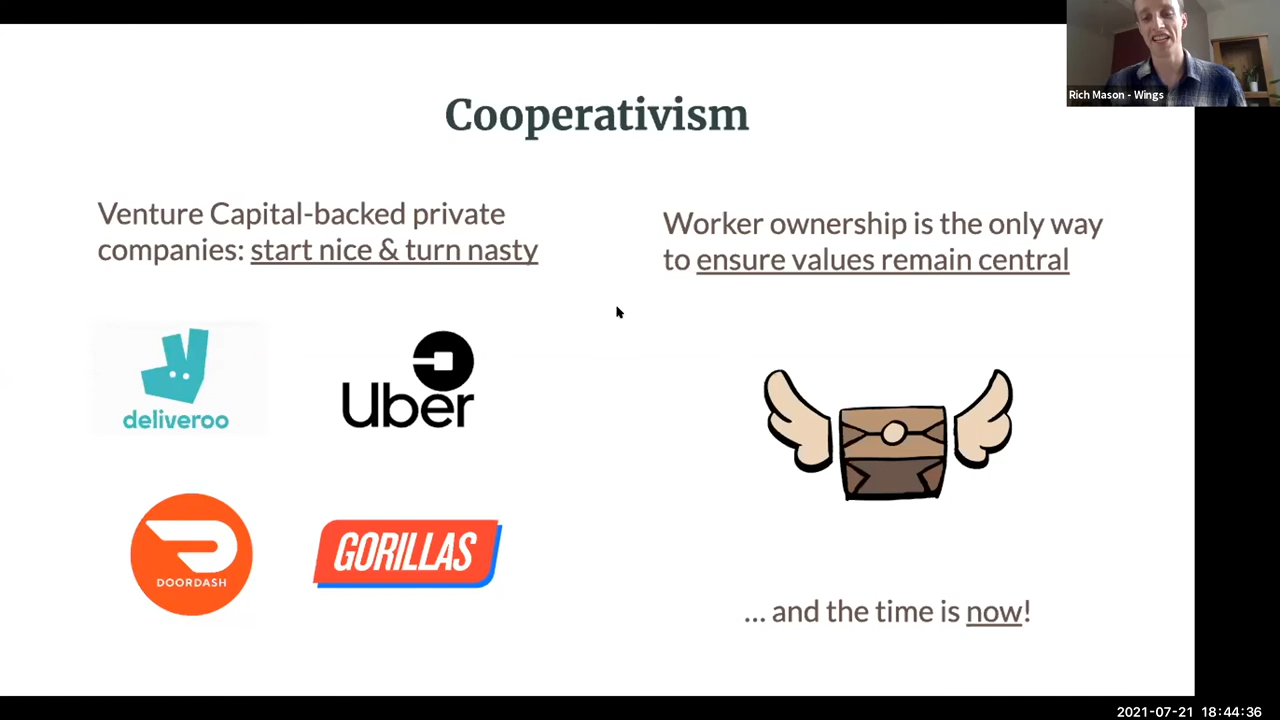 Rich Mason - Wings
Cooperativism
Venture Capital-backed private
companies: start nice & turn nasty
Worker ownership is the only way
to ensure values remain central
deliveroo
Uber
DOORDASH
GORILLAS
... and the time is now!
2021-07-21 18:44:36